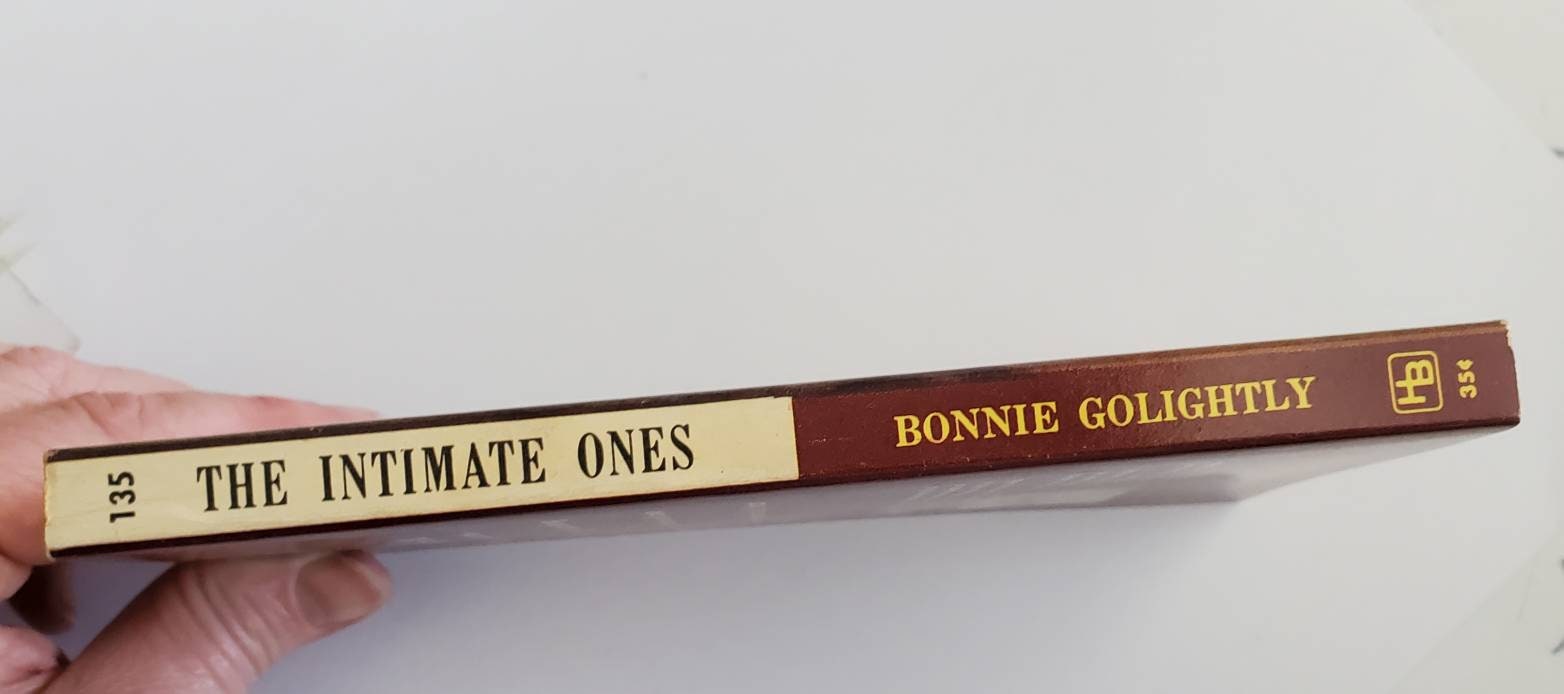 135
THE INTIMATE ONES
BONNIE GOLIGHTLY
HB
35¢